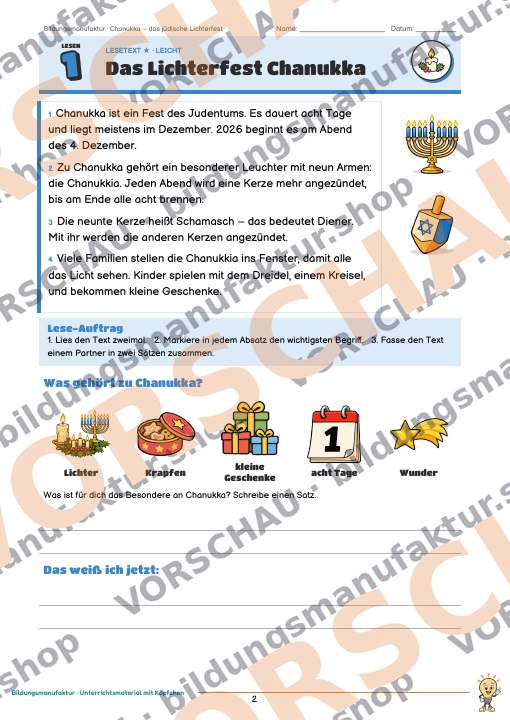 Bildungsmanufaktur · Chanukka – das jüdische Lichterfest
Name: Datum:
LESEN
1
LESETEXT ★ · LEICHT
Das Lichterfest Chanukka
1 Chanukka ist ein Fest des Judentums. Es dauert acht Tage
und liegt meistens im Dezember. 2026 beginnt es am Abend
des 4. Dezember.
2 Zu Chanukka gehört ein besonderer Leuchter mit neun Armen:
die Chanukkia. Jeden Abend wird eine Kerze mehr angezündet,
bis am Ende alle acht brennen.
3 Die neunte Kerze heißt Schamasch – das bedeutet Diener.
Mit ihr werden die anderen Kerzen angezündet.
4 Viele Familien stellen die Chanukkia ins Fenster, damit alle
das Licht sehen. Kinder spielen mit dem Dreidel, einem Kreisel,
und bekommen kleine Geschenke.
Lese-Auftrag
1. Lies den Text zweimal. 2. Markiere in jedem Absatz den wichtigsten Begriff. 3. Fasse den Text
einem Partner in zwei Sätzen zusammen.
Was gehört zu Chanukka?
1
Lichter
Krapfen
kleine
Geschenke
acht Tage
Wunder
Was ist für dich das Besondere an Chanukka? Schreibe einen Satz.
Das weiß ich jetzt:
Bildungsmanufaktur · Unterrichtsmaterial mit Köpfchen
2
VORSCHAU · bildungsmanufaktur.shop
VORSCHAU